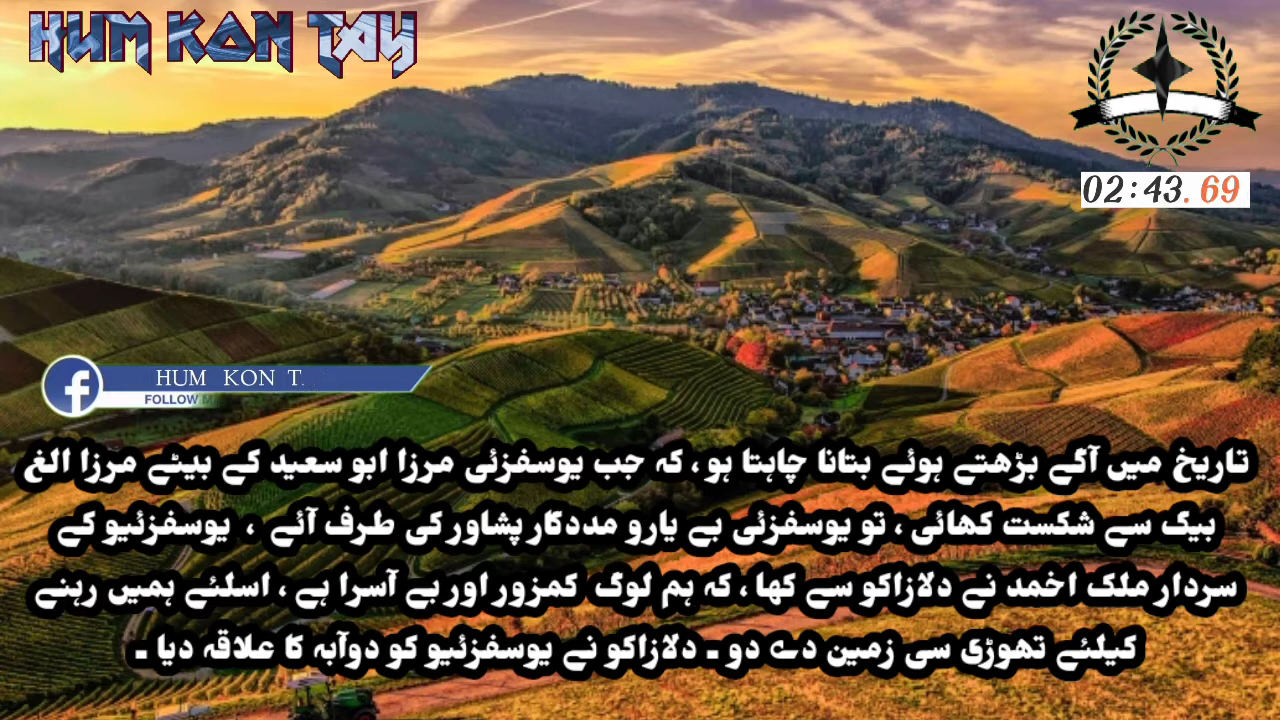 HUM KON TAY
02:43.69
HUM KON T.
FOLLOW M
تاریخ میں آگے بڑھتے ہوئے بتانا چاہتا ہو ، کہ جب یوسفزئی مرزا ابو سعید کے بیٹے مرزا الغ
بیک سے شکست کھائی ، تو یوسفزئی بے یارو مددگار پشاور کی طرف آئے ، یوسفزئیو کے
سردار ملک اخمد نے دلازاکو سے کھا ، کہ ہم لوگ کمزور اور بے آسرا ہے ، اسلئے ہمیں رہنے
کیلئے تھوڑی سی زمین دے دو ۔ دلازاکو نے یوسفزئیو کو دوآبہ کا علاقہ دیا ۔